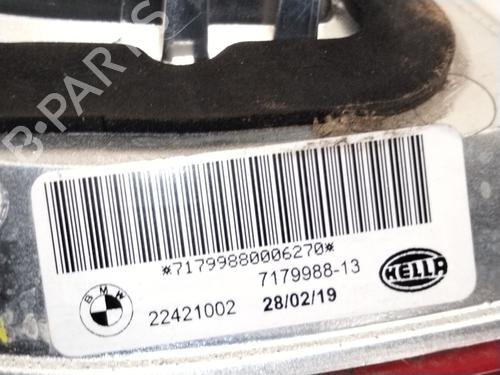 B-PARTS
*71799880006270*
7179988-13
BMW
22421002
28/02/19
HELLA